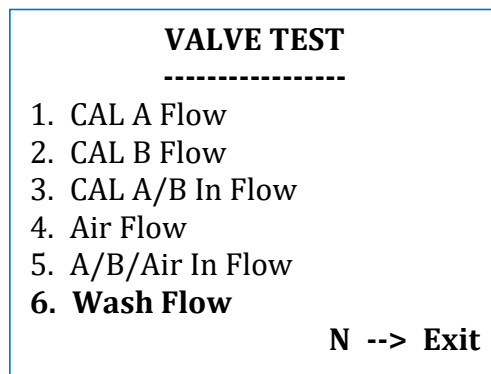 VALVE TEST
-----------------
1. CAL A Flow
2. CAL B Flow
3. CAL A/B In Flow
4. Air Flow
5. A/B/Air In Flow
6. Wash Flow
N --> Exit